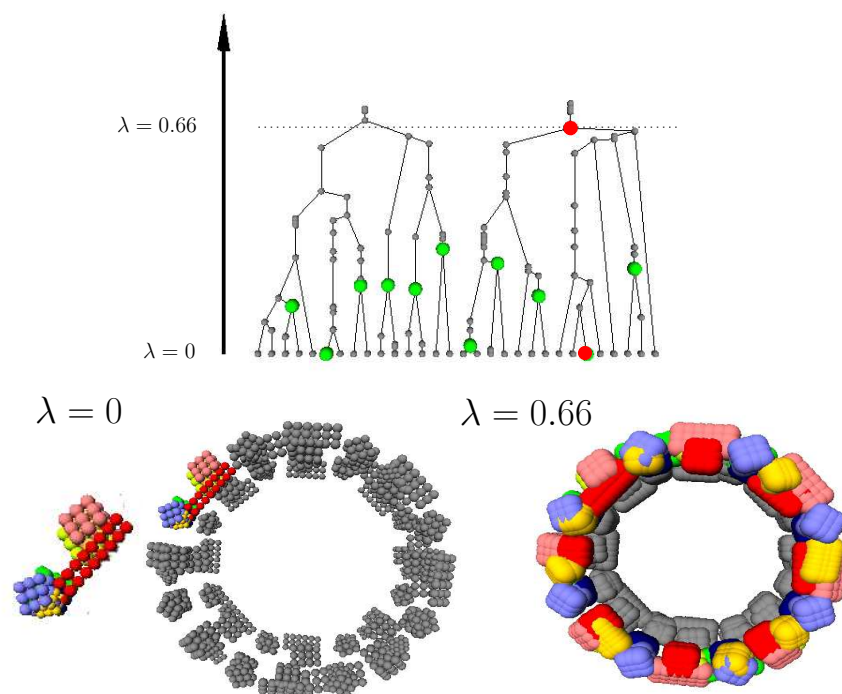 λ = 0.66
λ = 0
λ = 0
λ = 0.66